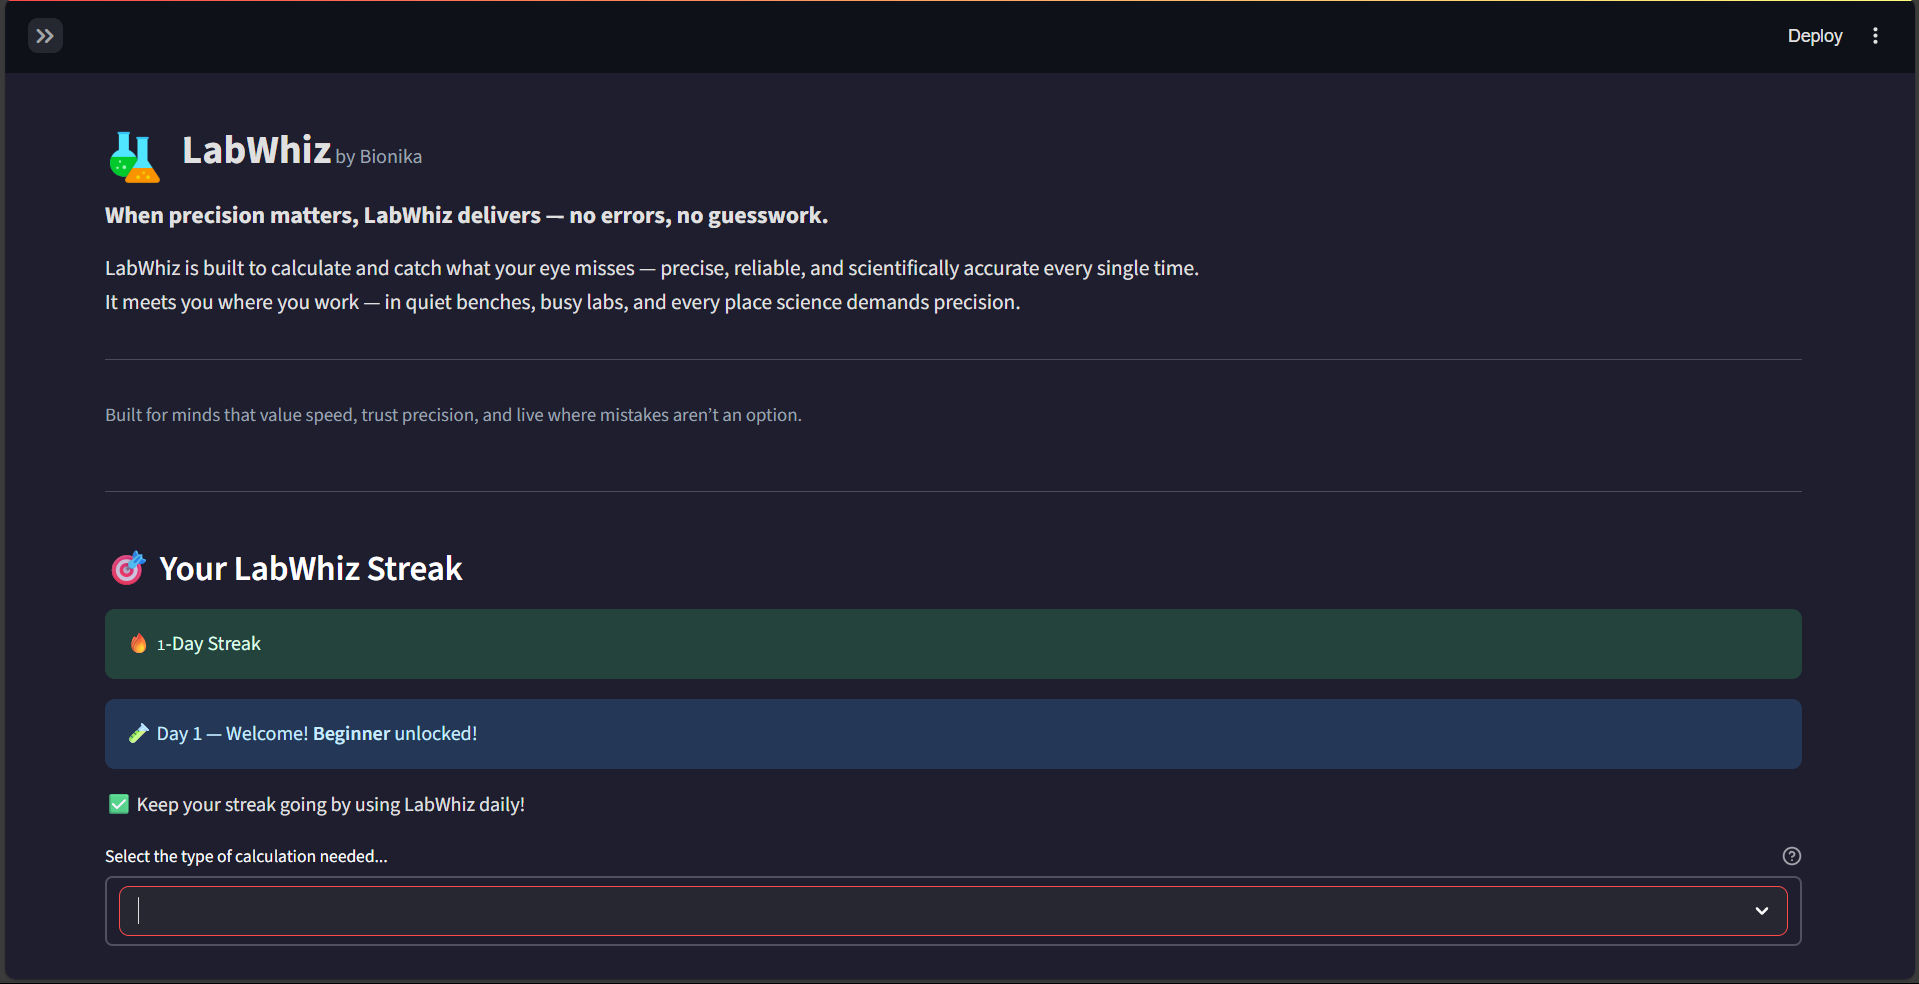 Deploy
LabWhiz by Bionika
When precision matters, LabWhiz delivers — no errors, no guesswork.
LabWhiz is built to calculate and catch what your eye misses — precise, reliable, and scientifically accurate every single time.
It meets you where you work — in quiet benches, busy labs, and every place science demands precision.
Built for minds that value speed, trust precision, and live where mistakes aren’t an option.
Your LabWhiz Streak
1-Day Streak
Day 1 — Welcome! Beginner unlocked!
Keep your streak going by using LabWhiz daily!
Select the type of calculation needed...